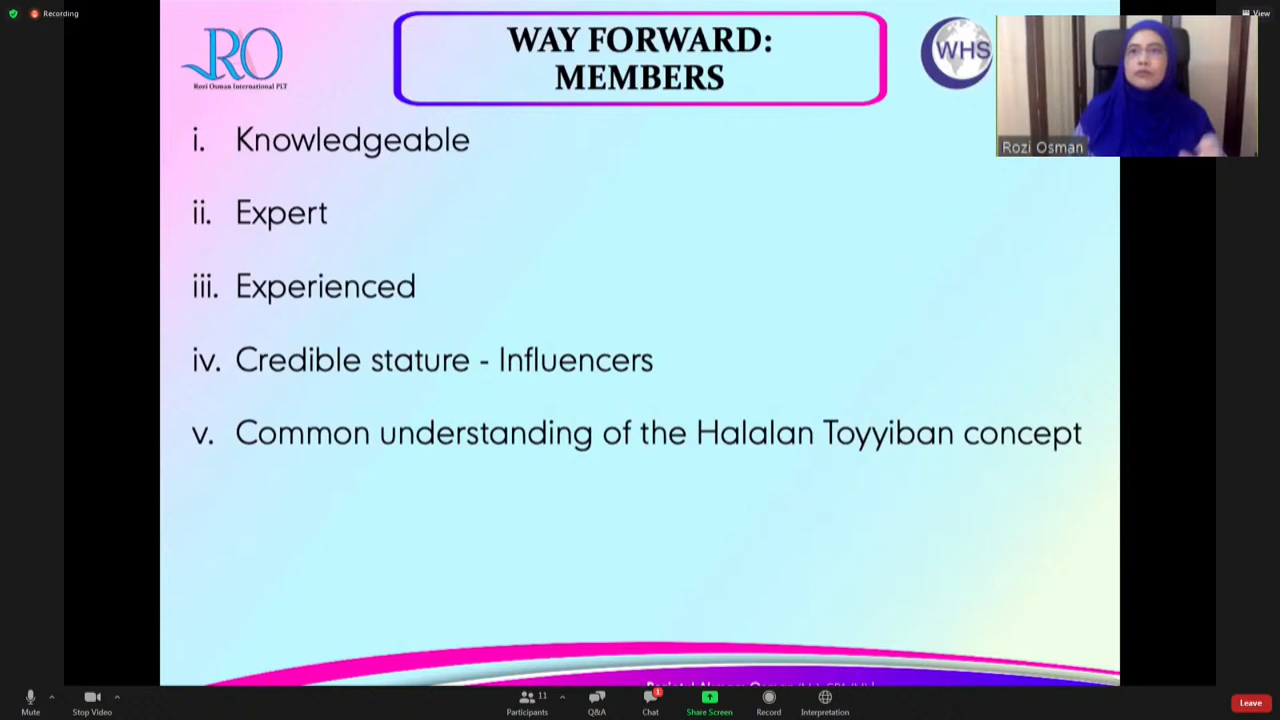 Recording
View
RO
Rozi Osman International PLT
WAY FORWARD:
MEMBERS
WHS
Rozi Osman
i. Knowledgeable
ii. Expert
iii. Experienced
iv. Credible stature - Influencers
v. Common understanding of the Halalan Toyyiban concept
Mute
Stop Video
Participants
11
Q&A
Chat
1
Share Screen
Record
Interpretation
Leave